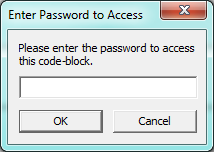 Enter Password to Access
Please enter the password to access
this code-block.
OK
Cancel